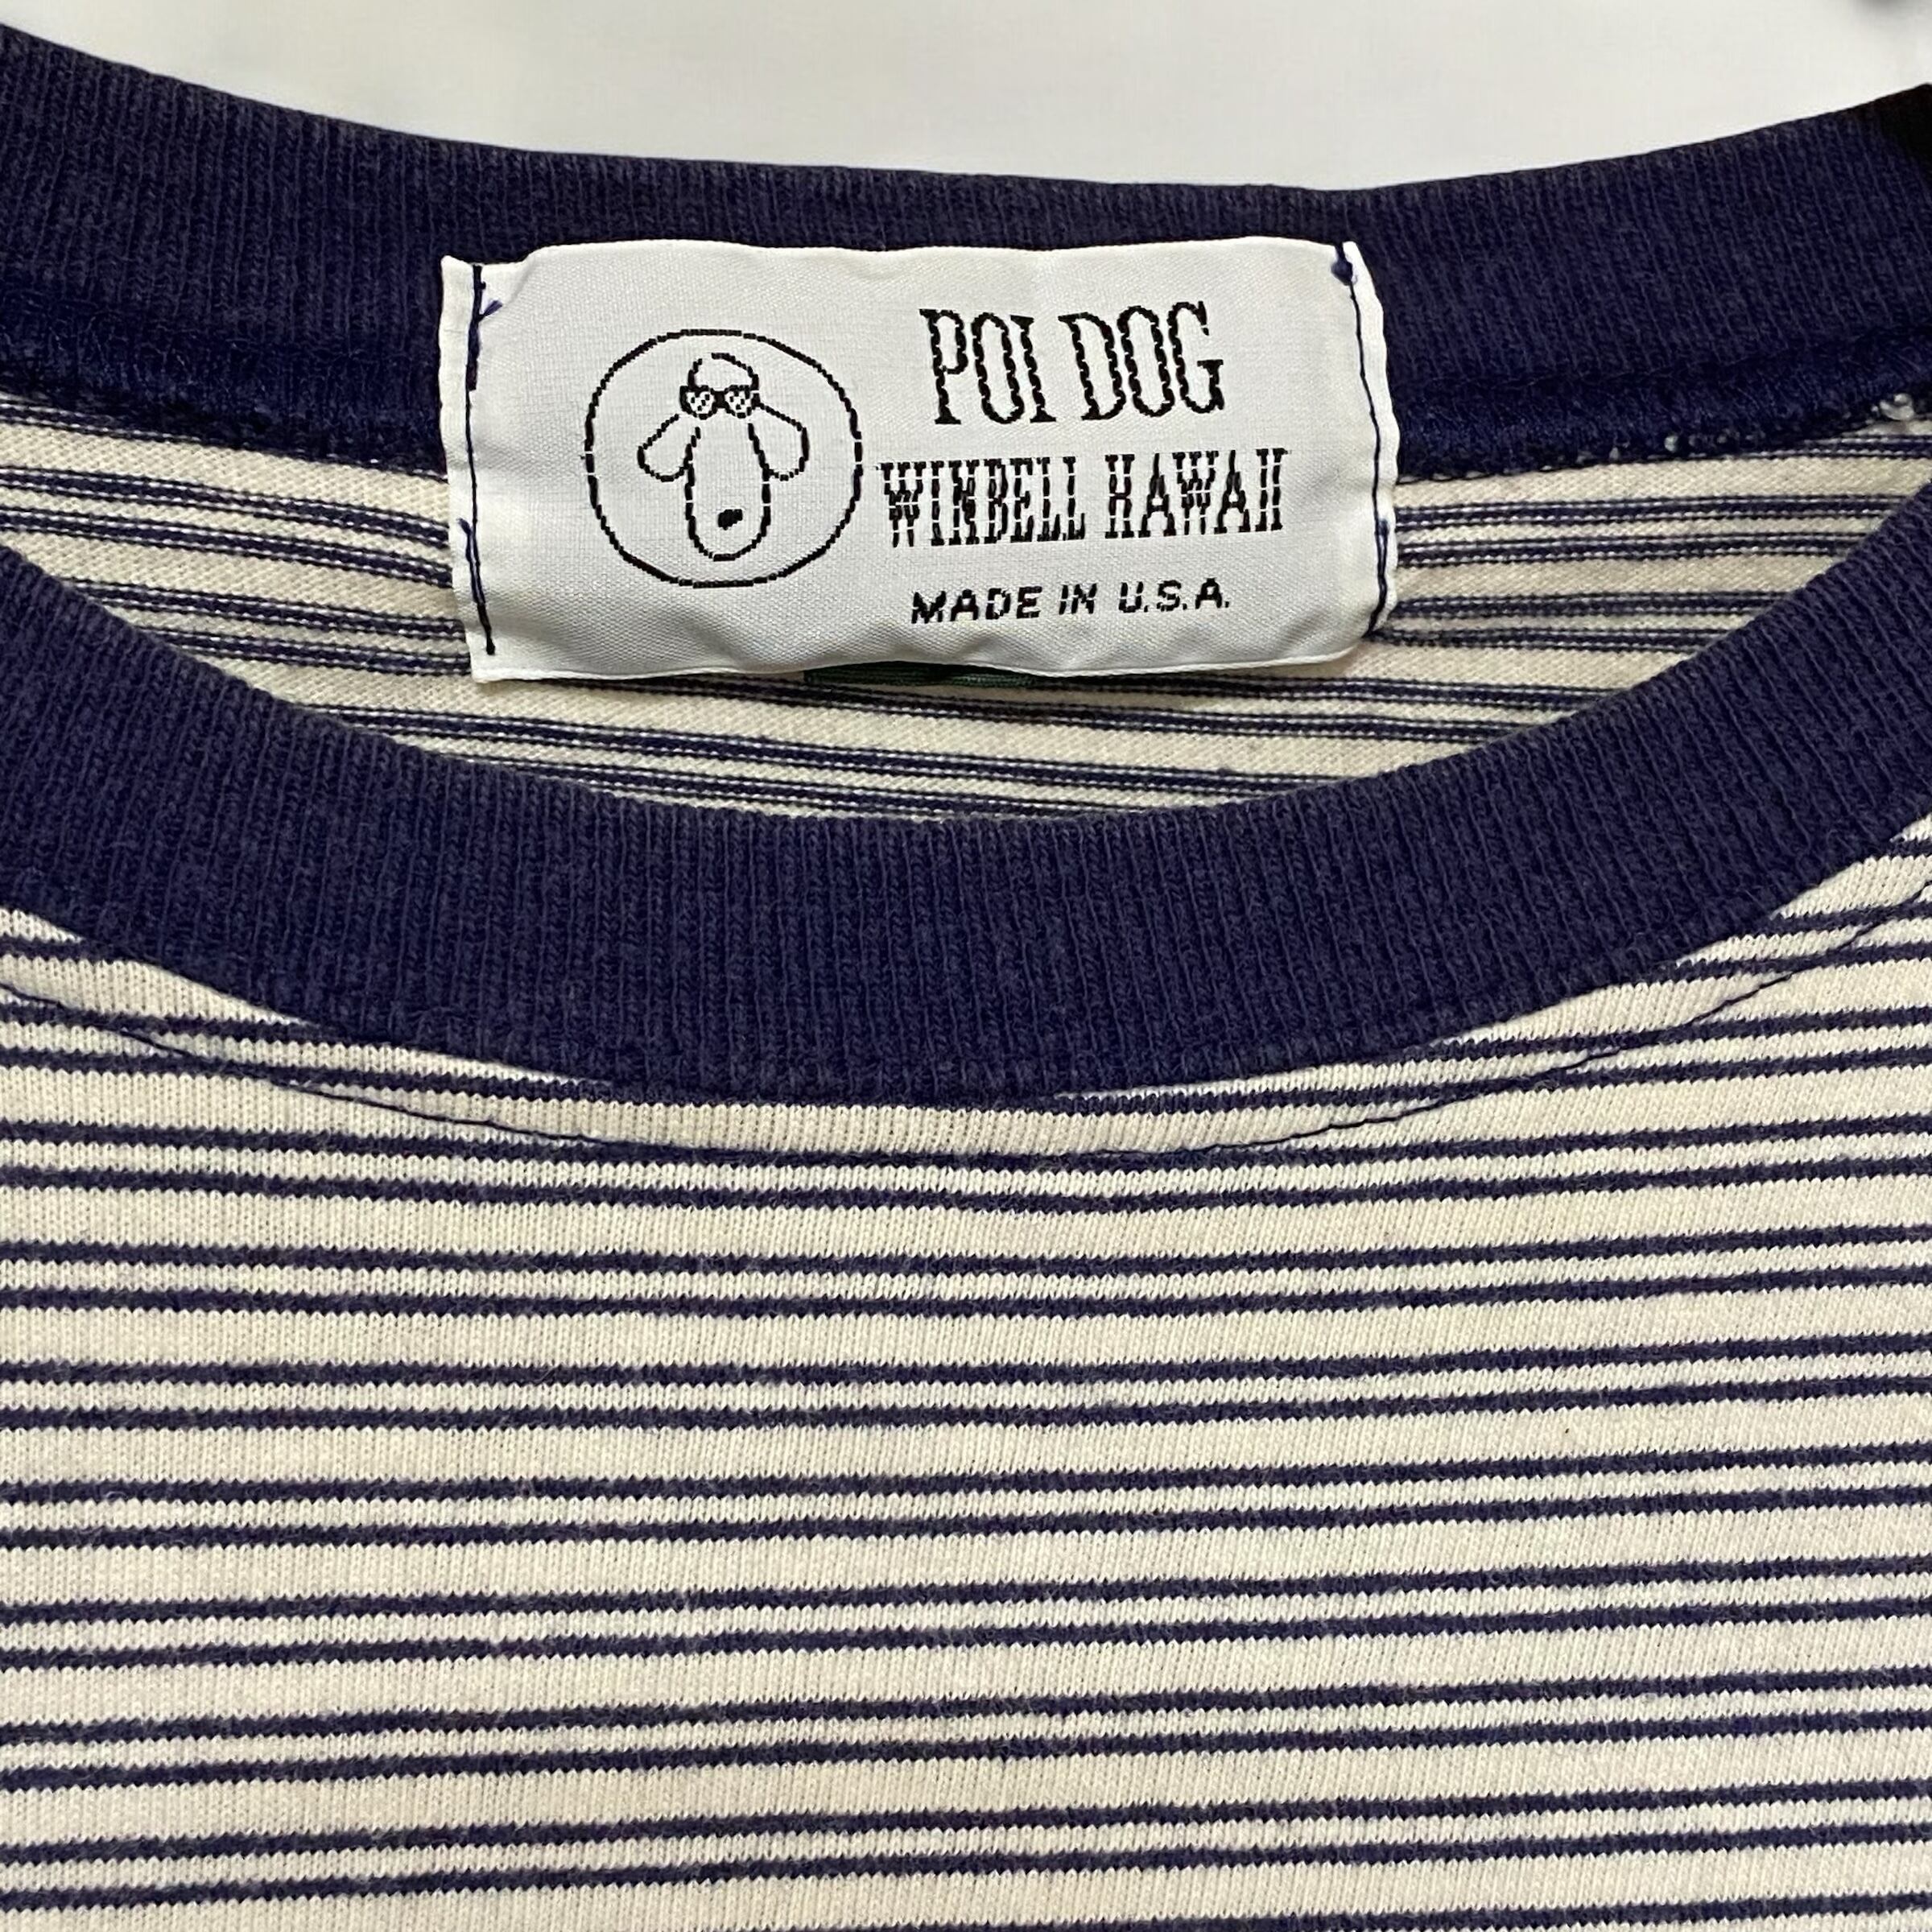 POI DOG
WINBELL HAWAII
MADE IN U.S.A.